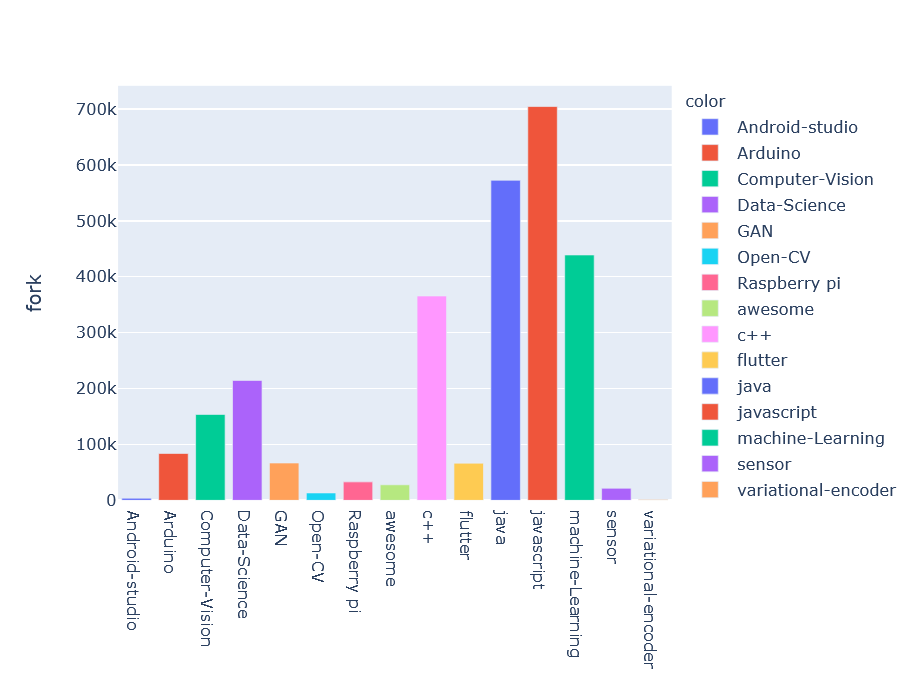 fork
700k
600k
500k
400k
300k
200k
100k
0
Android-studio
Arduino
Computer-Vision
Data-Science
GAN
Open-CV
Raspberry pi
awesome
c++
flutter
java
javascript
machine-Learning
sensor
variational-encoder
color
Android-studio
Arduino
Computer-Vision
Data-Science
GAN
Open-CV
Raspberry pi
awesome
c++
flutter
java
javascript
machine-Learning
sensor
variational-encoder